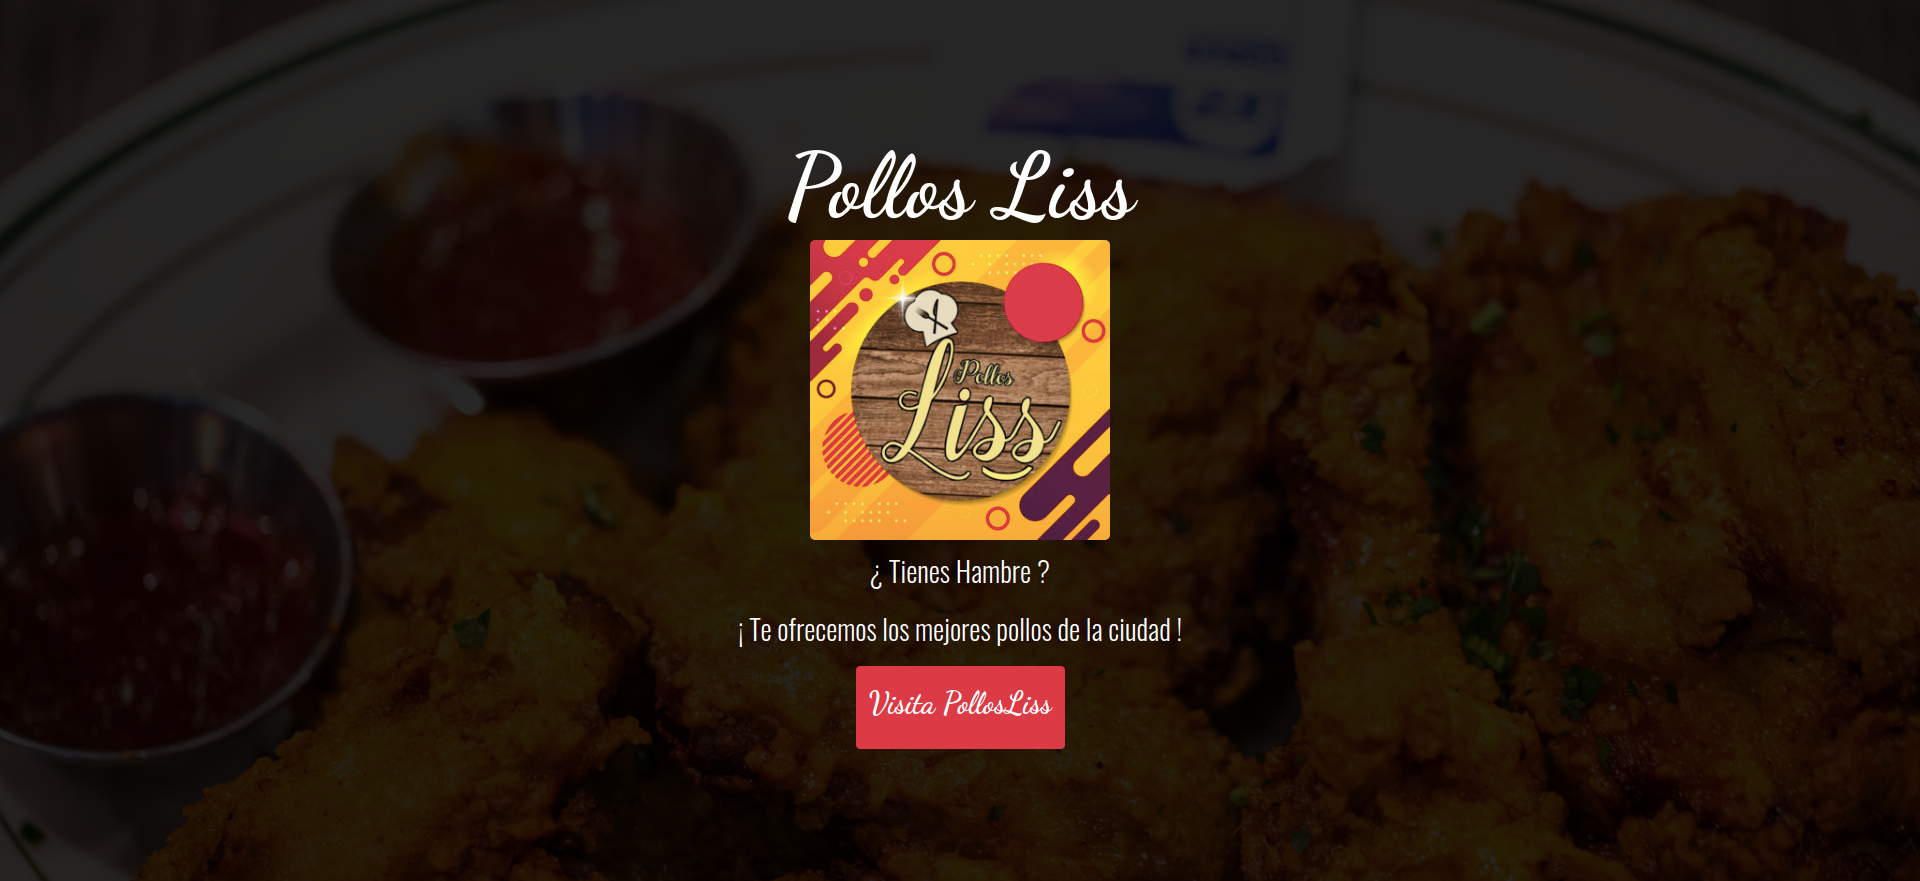 Pollos Liss
Pollos
Liss
¿ Tienes Hambre ?
¡ Te ofrecemos los mejores pollos de la ciudad !
Visita PollosLiss